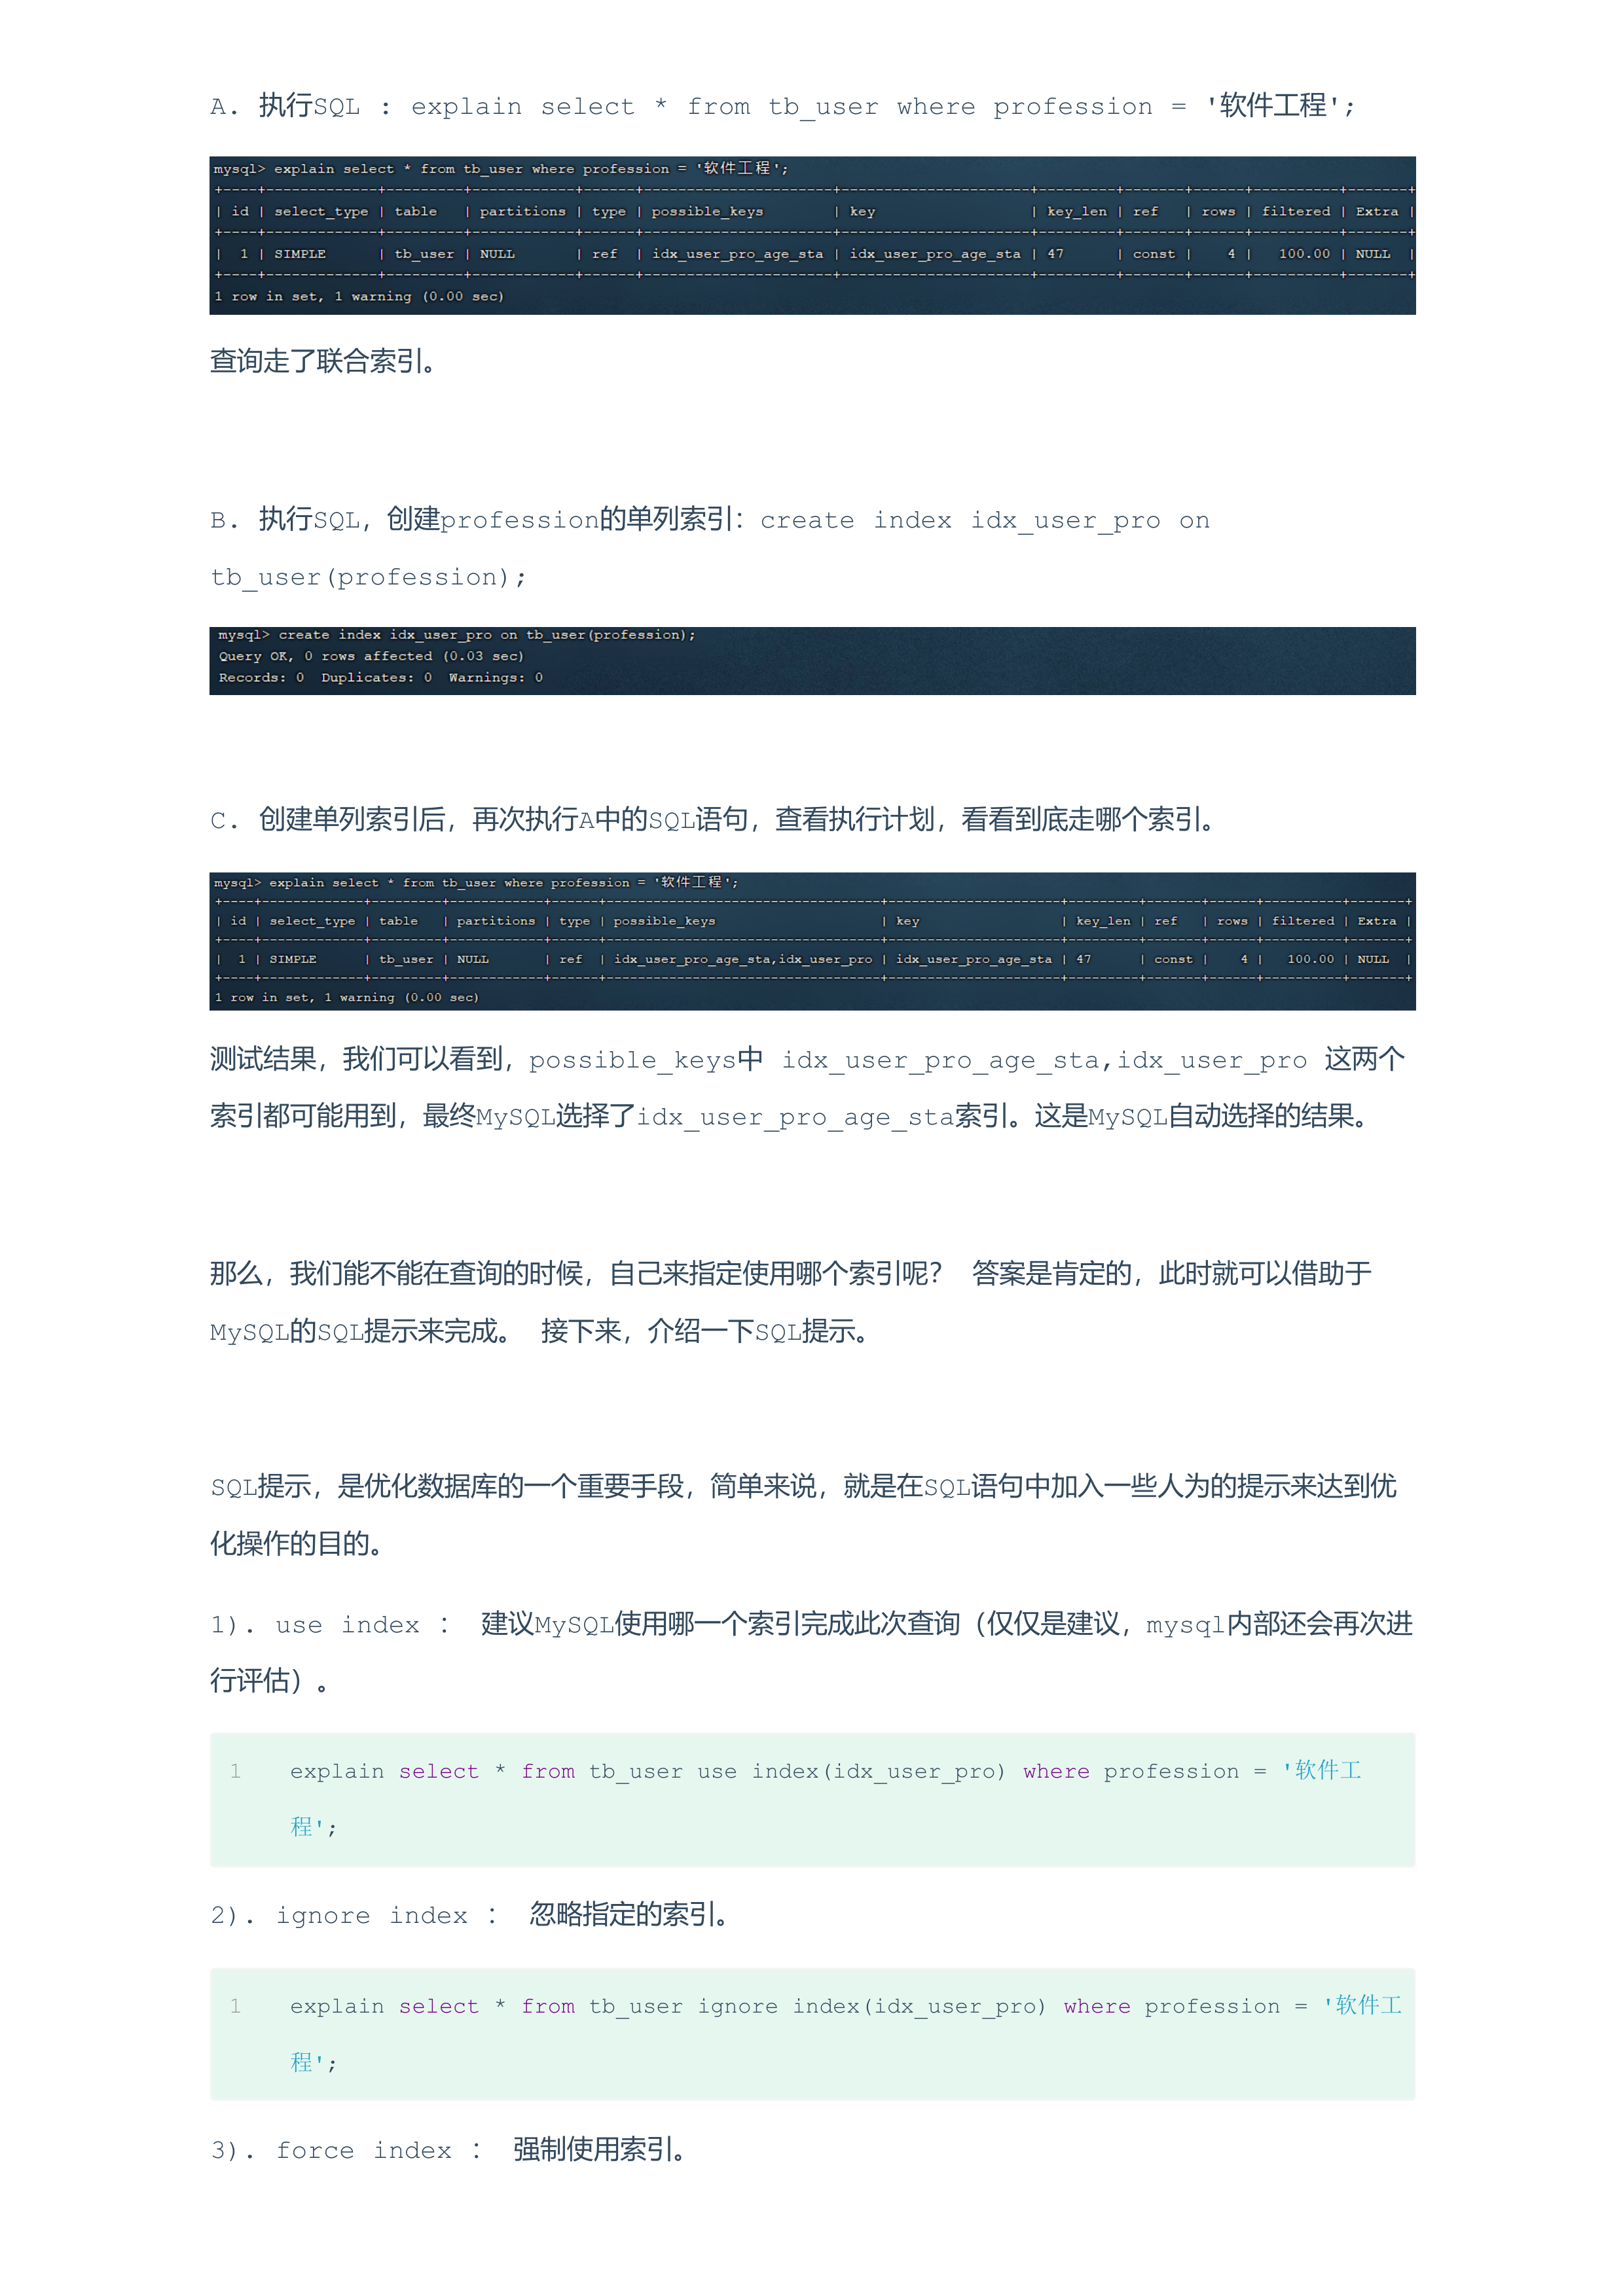 A. 执行SQL : explain select * from tb_user where profession = '软件工程';
mysql> explain select * from tb_user where profession = '软件工程';
+----+-------------+---------+------------+------+----------------------+----------------------+---------+-------+------+----------+-------+
| id | select_type | table   | partitions | type | possible_keys        | key                  | key_len | ref   | rows | filtered | Extra |
+----+-------------+---------+------------+------+----------------------+----------------------+---------+-------+------+----------+-------+
|  1 | SIMPLE      | tb_user | NULL       | ref  | idx_user_pro_age_sta | idx_user_pro_age_sta | 47      | const |    4 |   100.00 | NULL  |
+----+-------------+---------+------------+------+----------------------+----------------------+---------+-------+------+----------+-------+
1 row in set, 1 warning (0.00 sec)
查询走了联合索引。
B. 执行SQL，创建profession的单列索引：create index idx_user_pro on
tb_user(profession);
mysql> create index idx_user_pro on tb_user(profession);
Query OK, 0 rows affected (0.03 sec)
Records: 0  Duplicates: 0  Warnings: 0
C. 创建单列索引后，再次执行A中的SQL语句，查看执行计划，看看到底走哪个索引。
mysql> explain select * from tb_user where profession = '软件工程';
+----+-------------+---------+------------+------+-----------------------------------+----------------------+---------+-------+------+----------+-------+
| id | select_type | table   | partitions | type | possible_keys                     | key                  | key_len | ref   | rows | filtered | Extra |
+----+-------------+---------+------------+------+-----------------------------------+----------------------+---------+-------+------+----------+-------+
|  1 | SIMPLE      | tb_user | NULL       | ref  | idx_user_pro_age_sta,idx_user_pro | idx_user_pro_age_sta | 47      | const |    4 |   100.00 | NULL  |
+----+-------------+---------+------------+------+-----------------------------------+----------------------+---------+-------+------+----------+-------+
1 row in set, 1 warning (0.00 sec)
测试结果，我们可以看到，possible_keys中 idx_user_pro_age_sta,idx_user_pro 这两个
索引都可能用到，最终MySQL选择了idx_user_pro_age_sta索引。这是MySQL自动选择的结果。
那么，我们能不能在查询的时候，自己来指定使用哪个索引呢？ 答案是肯定的，此时就可以借助于
MySQL的SQL提示来完成。 接下来，介绍一下SQL提示。
SQL提示，是优化数据库的一个重要手段，简单来说，就是在SQL语句中加入一些人为的提示来达到优
化操作的目的。
1). use index ： 建议MySQL使用哪一个索引完成此次查询（仅仅是建议，mysql内部还会再次进
行评估）。
1 explain select * from tb_user use index(idx_user_pro) where profession = '软件工
程';
2). ignore index ： 忽略指定的索引。
1 explain select * from tb_user ignore index(idx_user_pro) where profession = '软件工
程';
3). force index ： 强制使用索引。